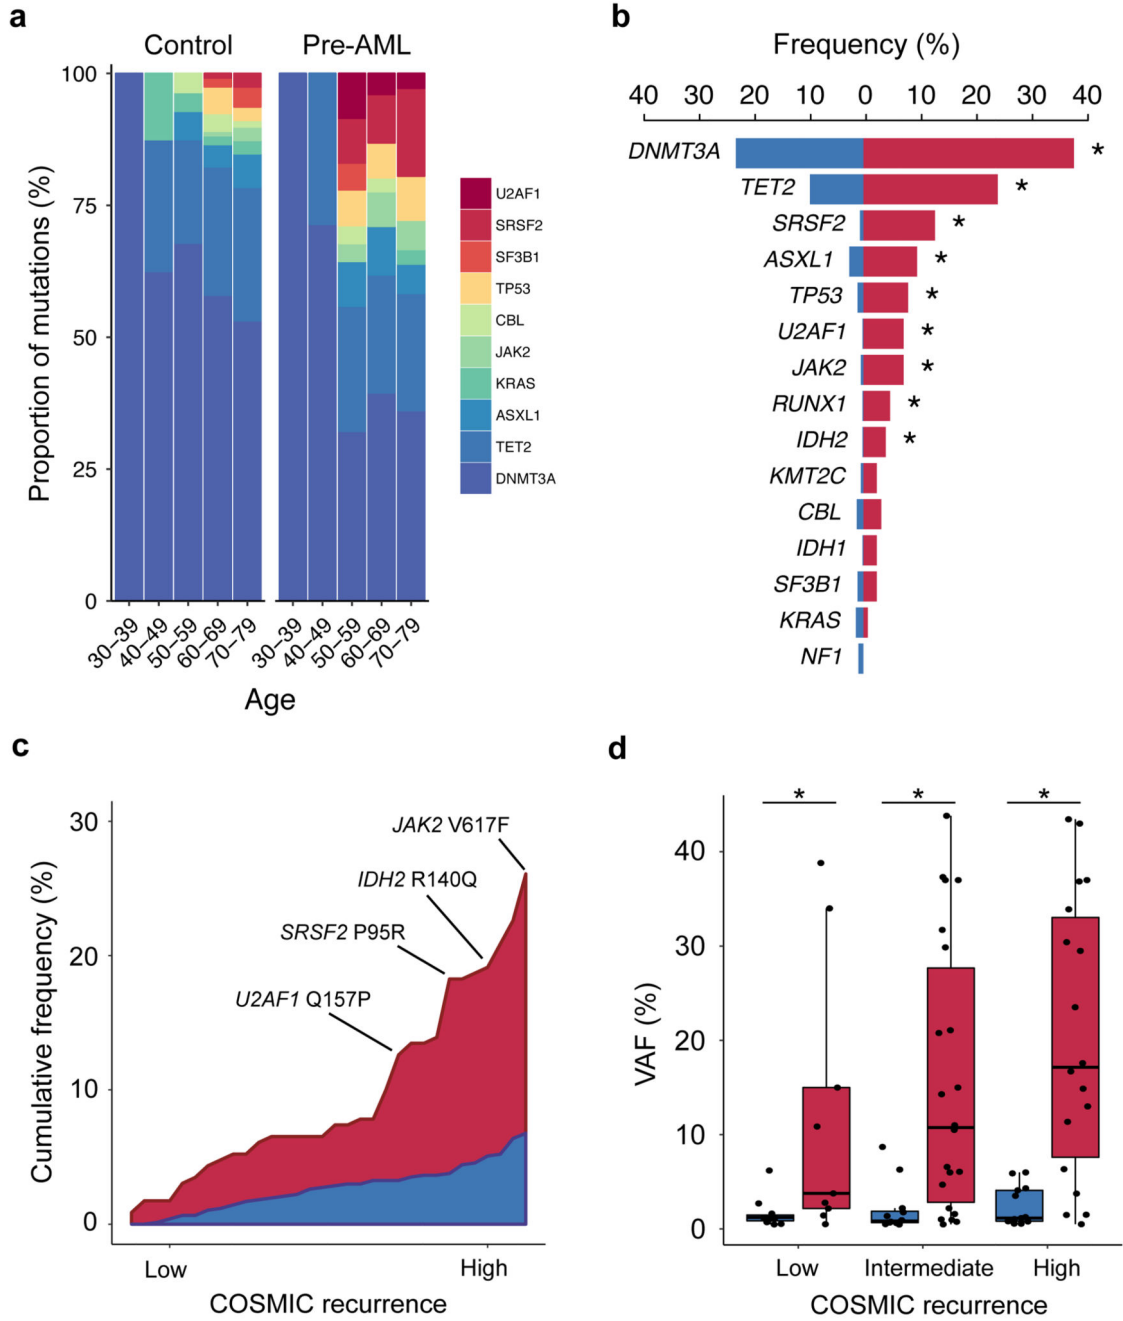 a
Control Pre-AML
Proportion of mutations (%)
100
75
50
25
0
30–39 40–49 50–59 60–69 70–79 30–39 40–49 50–59 60–69 70–79
Age
U2AF1
SRSF2
SF3B1
TP53
CBL
JAK2
KRAS
ASXL1
TET2
DNMT3A
b
Frequency (%)
40 30 20 10 0 10 20 30 40
DNMT3A *
TET2 *
SRSF2 *
ASXL1 *
TP53 *
U2AF1 *
JAK2 *
RUNX1 *
IDH2 *
KMT2C
CBL
IDH1
SF3B1
KRAS
NF1
c
Cumulative frequency (%)
30
20
10
0
JAK2 V617F
IDH2 R140Q
SRSF2 P95R
U2AF1 Q157P
Low High
COSMIC recurrence
d
VAF (%)
40
30
20
10
0
* * *
Low Intermediate High
COSMIC recurrence